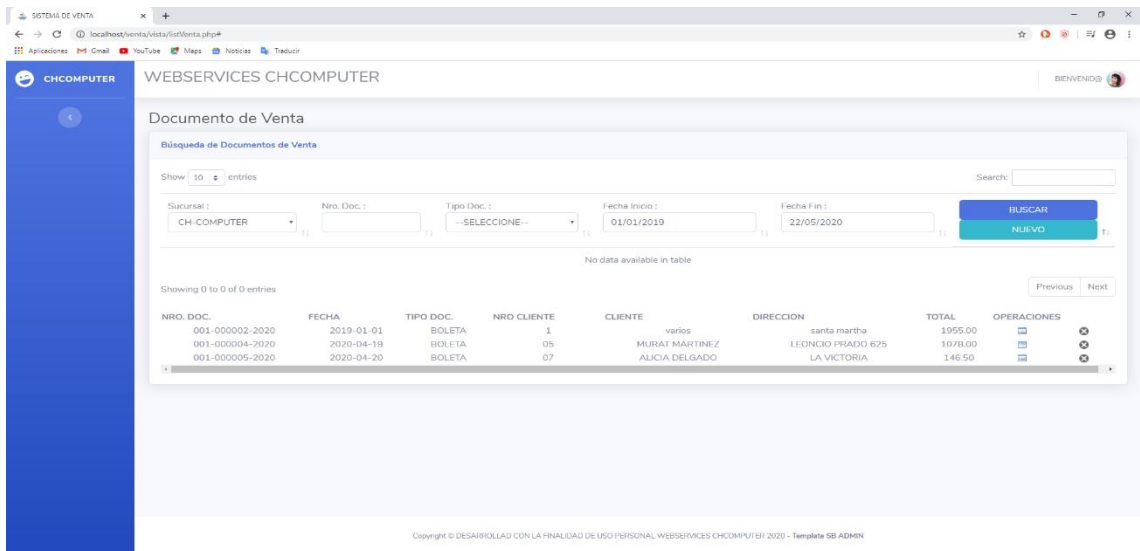 SISTEMA DE VENTA
localhost/venta/vista/listVenta.php#
Aplicaciones Gmail YouTube Maps Noticias Traducir
CHCOMPUTER WEBSERVICES CHCOMPUTER BIENVENID@
Documento de Venta
Búsqueda de Documentos de Venta
Show 10 entries Search:
Sucursal : Nro. Doc. : Tipo Doc. : Fecha Inicio : Fecha Fin :
CH-COMPUTER --SELECCIONE-- 01/01/2019 22/05/2020 BUSCAR
NUEVO
No data available in table
Showing 0 to 0 of 0 entries Previous Next
NRO. DOC. FECHA TIPO DOC. NRO CLIENTE CLIENTE DIRECCION TOTAL OPERACIONES
001-000002-2020 2019-01-01 BOLETA 1 varios santa martha 1955.00
001-000004-2020 2020-04-19 BOLETA 05 MURAT MARTINEZ LEONCIO PRADO 625 1078.00
001-000005-2020 2020-04-20 BOLETA 07 ALICIA DELGADO LA VICTORIA 146.50
Copyright © DESARROLLAD CON LA FINALIDAD DE USO PERSONAL WEBSERVICES CHCOMPUTER 2020 - Template SB ADMIN